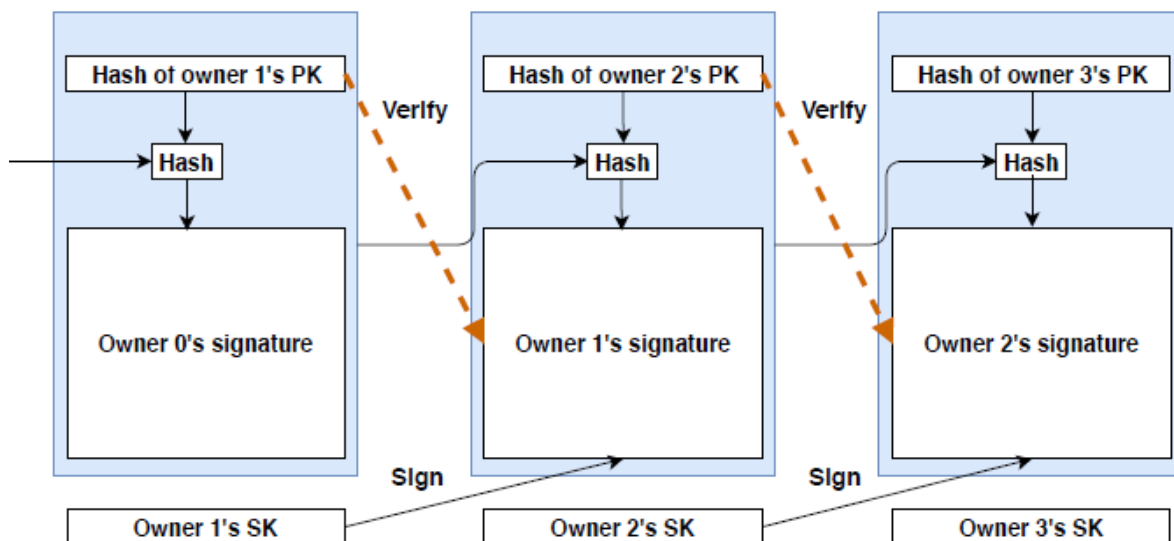 Hash of owner 1's PK
Hash of owner 2's PK
Hash of owner 3's PK
Verify
Verify
Hash
Hash
Hash
Owner 0's signature
Owner 1's signature
Owner 2's signature
Sign
Sign
Owner 1's SK
Owner 2's SK
Owner 3's SK